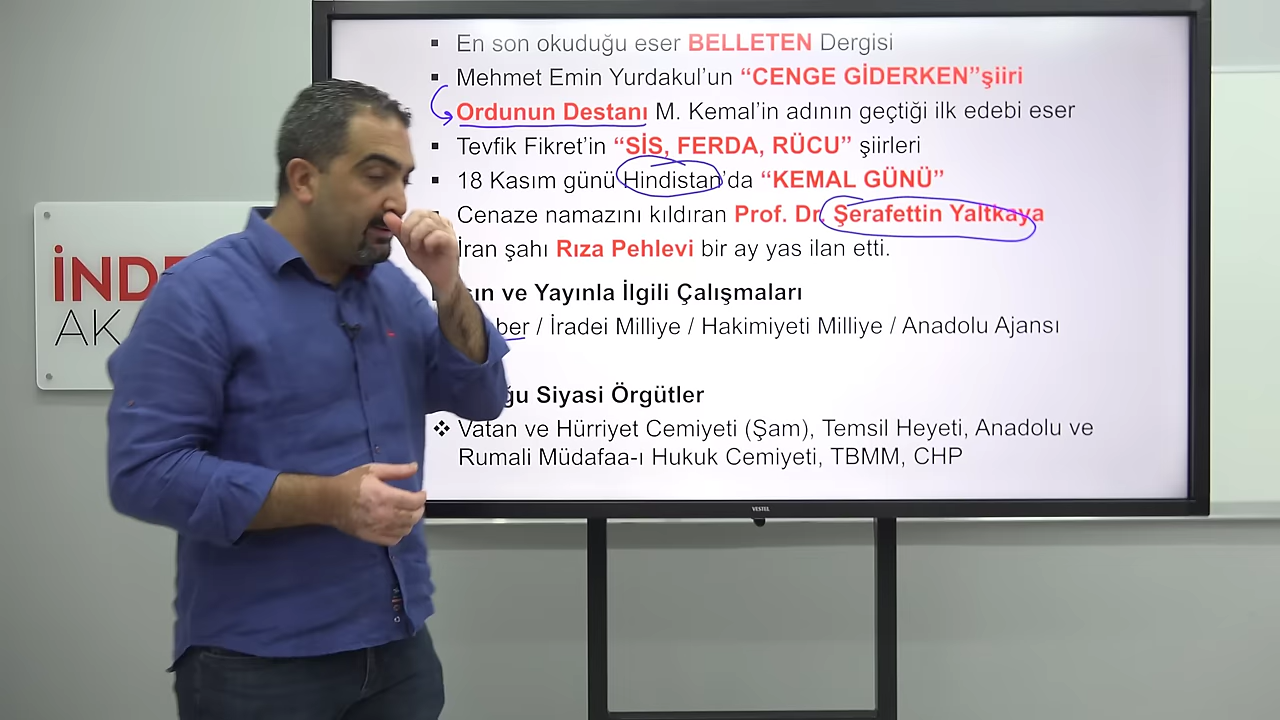 En son okuduğu eser BELLETEN Dergisi
Mehmet Emin Yurdakul'un “CENGE GİDERKEN”şiiri
Ordunun Destanı M. Kemal'in adının geçtiği ilk edebi eser
Tevfik Fikret'in “SİS, FERDA, RÜCU” şiirleri
18 Kasım günü Hindistan'da “KEMAL GÜNÜ”
Cenaze namazını kıldıran Prof. Dr. Şerafettin Yaltkaya
İran şahı Rıza Pehlevi bir ay yas ilan etti.
ve Yayınla İlgili Çalışmaları
/ İradei Milliye / Hakimiyeti Milliye / Anadolu Ajansı
Siyasi Örgütler
Vatan ve Hürriyet Cemiyeti (Şam), Temsil Heyeti, Anadolu ve
Rumali Müdafaa-ı Hukuk Cemiyeti, TBMM, CHP
VESTEL
İND
AK